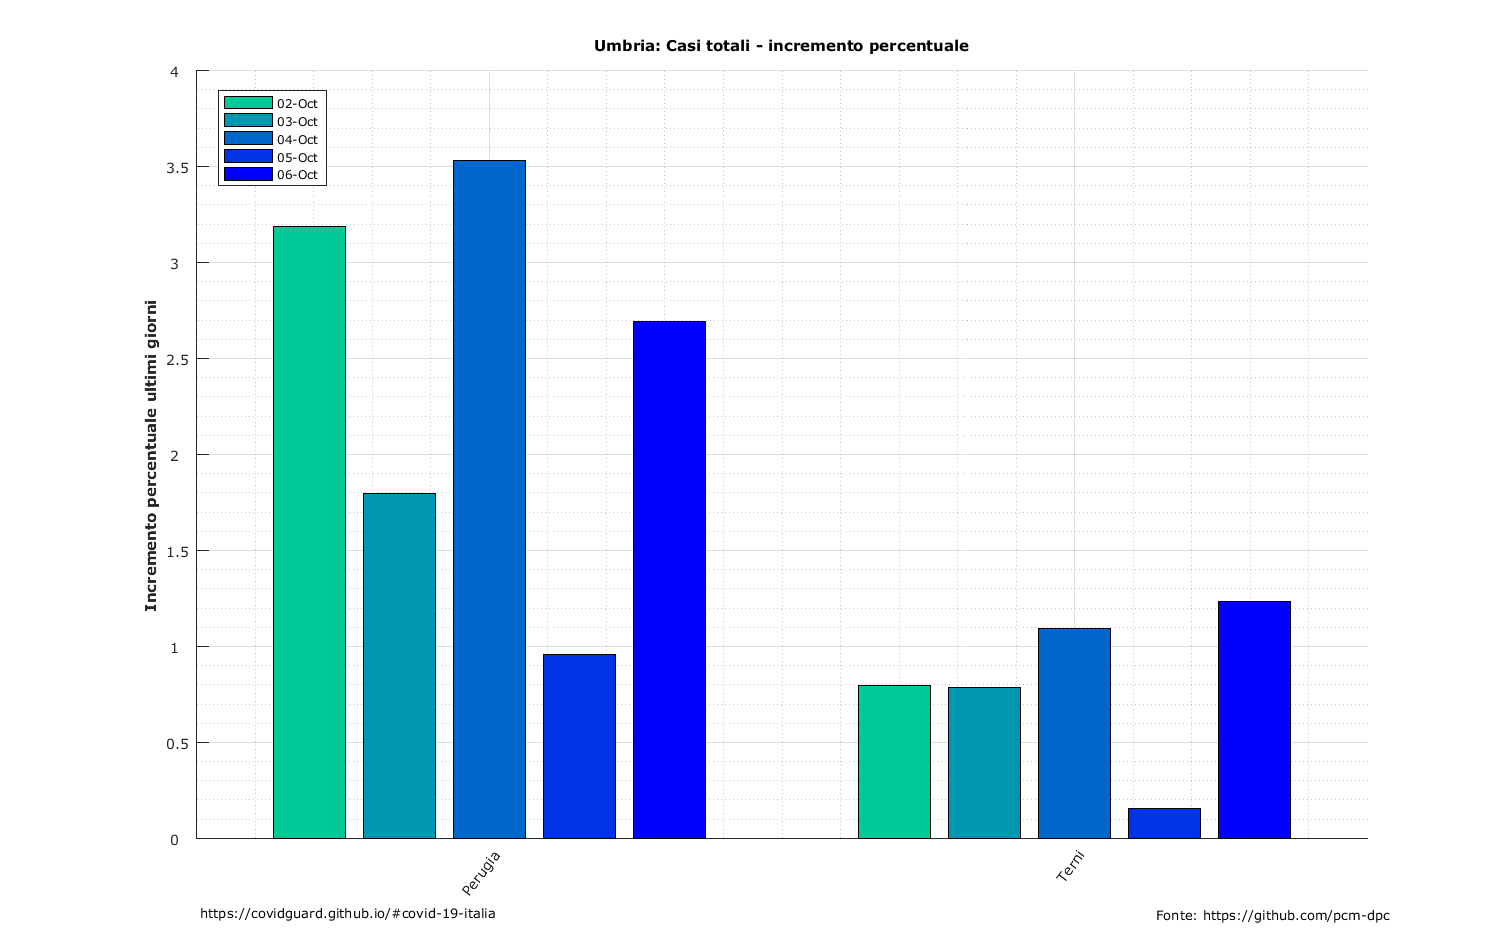 Umbria: Casi totali - incremento percentuale
02-Oct
03-Oct
04-Oct
05-Oct
06-Oct
Incremento percentuale ultimi giorni
4
3.5
3
2.5
2
1.5
1
0.5
0
Perugia
Terni
https://covidguard.github.io/#covid-19-italia
Fonte: https://github.com/pcm-dpc